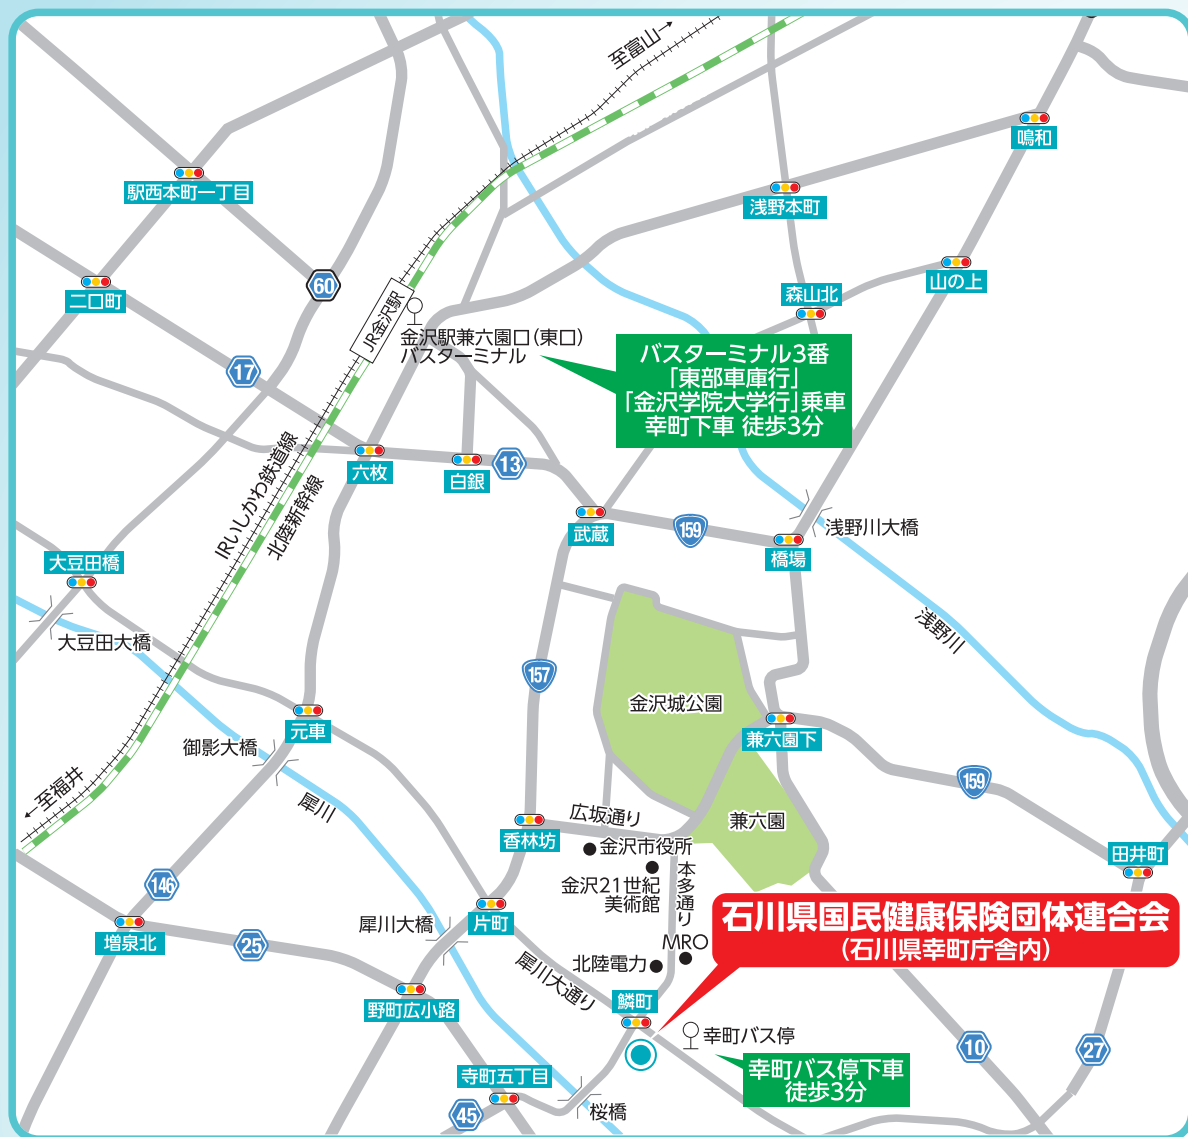 至富山→
鳴和
駅西本町一丁目
浅野本町
山の上
森山北
60
二口町
JR金沢駅
金沢駅兼六園口(東口)
バスターミナル
バスターミナル3番
「東部車庫行」
「金沢学院大学行」乗車
幸町下車 徒歩3分
17
IRいしかわ鉄道線
北陸新幹線
六枚
白銀
13
武蔵
159
橋場
浅野川大橋
浅野川
大豆田橋
大豆田大橋
157
金沢城公園
元車
兼六園下
御影大橋
159
←至福井
犀川
広坂通り
兼六園
香林坊
金沢市役所
金沢21世紀
美術館
本多通り
田井町
146
片町
犀川大橋
増泉北
25
石川県国民健康保険団体連合会
(石川県幸町庁舎内)
MRO
北陸電力
犀川大通り
野町広小路
鱗町
幸町バス停
幸町バス停下車
徒歩3分
10
27
寺町五丁目
45
桜橋